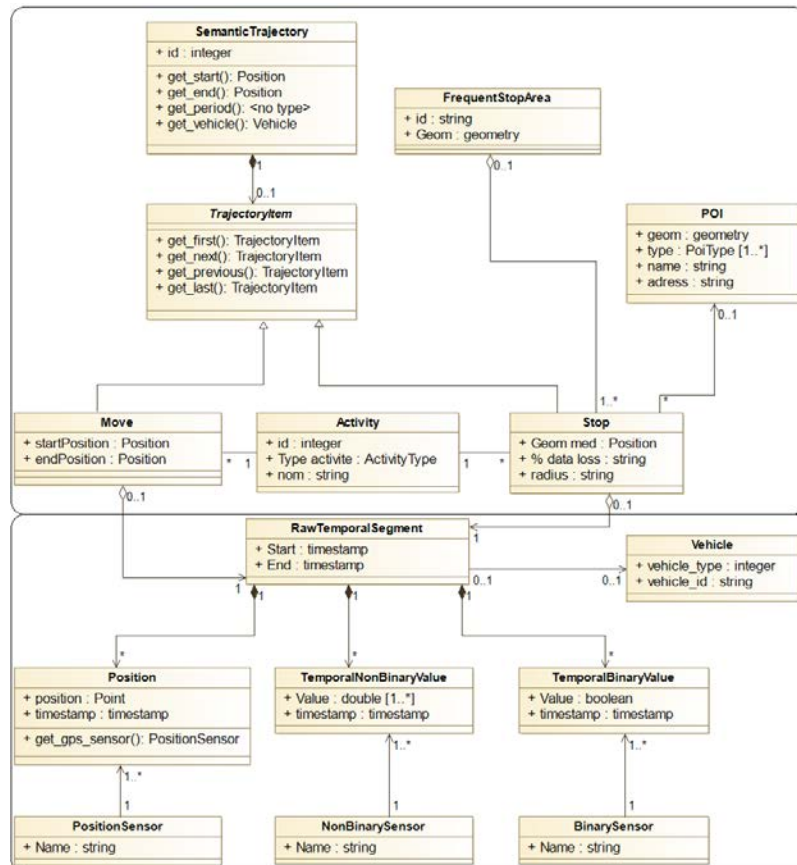 SemanticTrajectory
+ id : integer
+ get_start(): Position
+ get_end(): Position
+ get_period(): <no type>
+ get_vehicle(): Vehicle
1
0..1
FrequentStopArea
+ id : string
+ Geom : geometry
0..1
TrajectoryItem
+ get_first(): TrajectoryItem
+ get_next(): TrajectoryItem
+ get_previous(): TrajectoryItem
+ get_last(): TrajectoryItem
POI
+ geom : geometry
+ type : PoiType [1..*]
+ name : string
+ adress : string
0..1
1..*
*
Move
+ startPosition : Position
+ endPosition : Position
* 1
0..1
Activity
+ id : integer
+ Type activite : ActivityType
+ nom : string
1 *
Stop
+ Geom med : Position
+ % data loss : string
+ radius : string
0..1
RawTemporalSegment
+ Start : timestamp
+ End : timestamp
1
1
0..1 0..1
1 1 1
Vehicle
+ vehicle_type : integer
+ vehicle_id : string
* * *
Position
+ position : Point
+ timestamp : timestamp
+ get_gps_sensor(): PositionSensor
1..*
TemporalNonBinaryValue
+ Value : double [1..*]
+ timestamp : timestamp
1..*
TemporalBinaryValue
+ Value : boolean
+ timestamp : timestamp
1..*
1 1 1
PositionSensor
+ Name : string
NonBinarySensor
+ Name : string
BinarySensor
+ Name : string